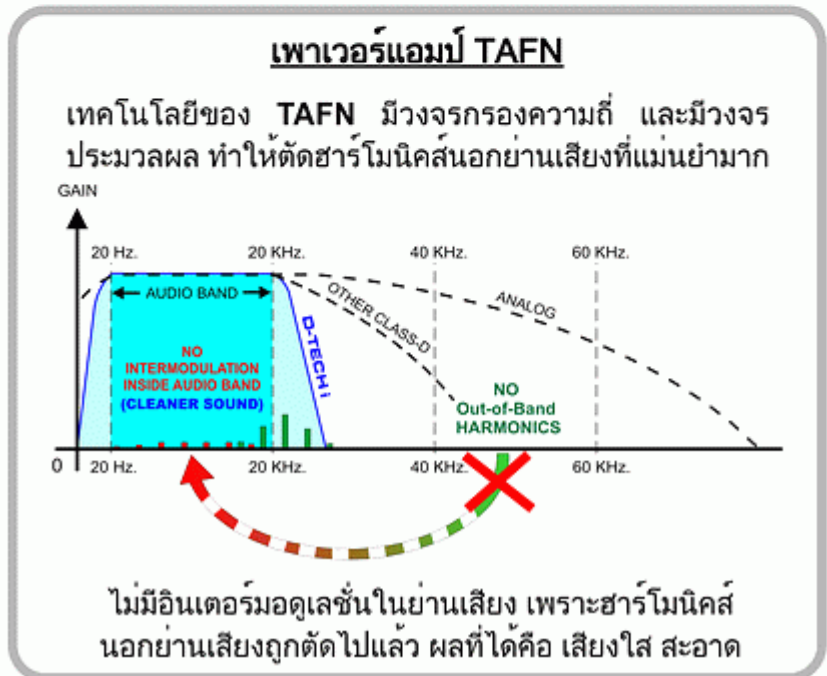 เพาเวอร์แอมป์ TAFN
เทคโนโลยีของ TAFN มีวงจรกรองความถี่ และมีวงจร
ประมวลผล ทำให้ตัดฮาร์โมนิคส์นอกย่านเสียงที่แม่นยำมาก
GAIN
20 Hz. 20 KHz. 40 KHz. 60 KHz.
AUDIO BAND
OTHER CLASS-D
ANALOG
D-TECHi
NO
INTERMODULATION
INSIDE AUDIO BAND
(CLEANER SOUND)
NO
Out-of-Band
HARMONICS
0 20 Hz. 20 KHz. 40 KHz. 60 KHz.
ไม่มีอินเตอร์มอดูเลชั่นในย่านเสียง เพราะฮาร์โมนิคส์
นอกย่านเสียงถูกตัดไปแล้ว ผลที่ได้คือ เสียงใส สะอาด